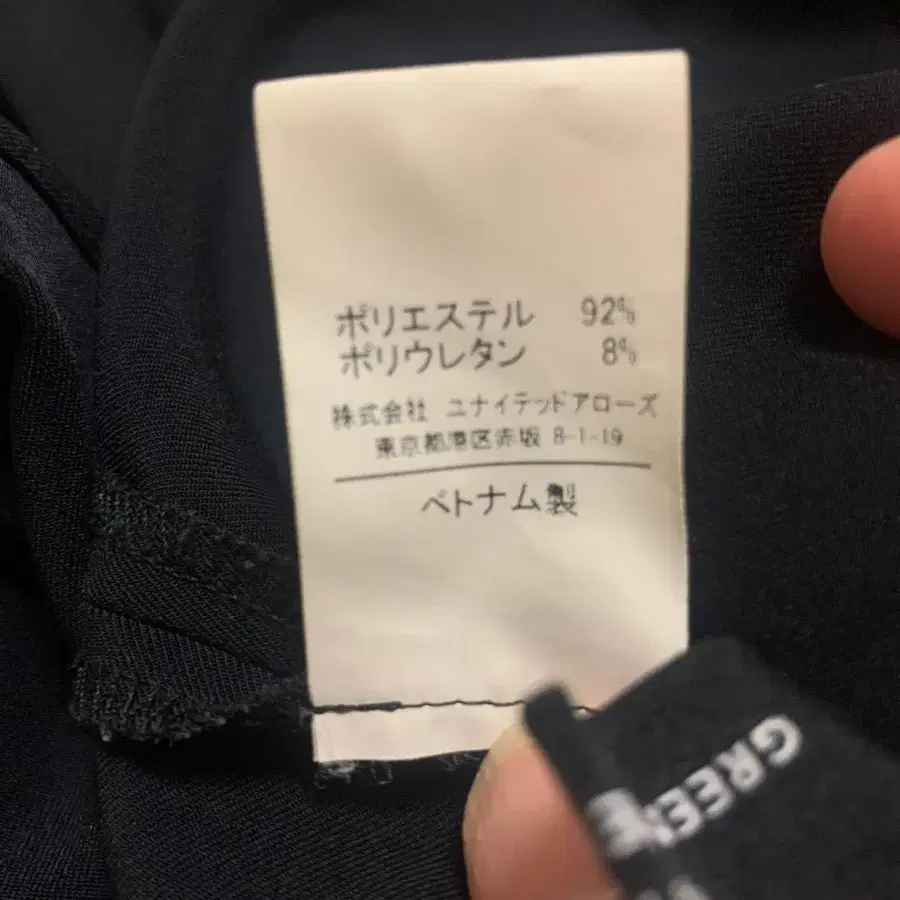 ポリエステル 92%
ポリウレタン 8%
株式会社 ユナイテッドアローズ
東京都港区赤坂 8-1-19
ベトナム製
GREEN